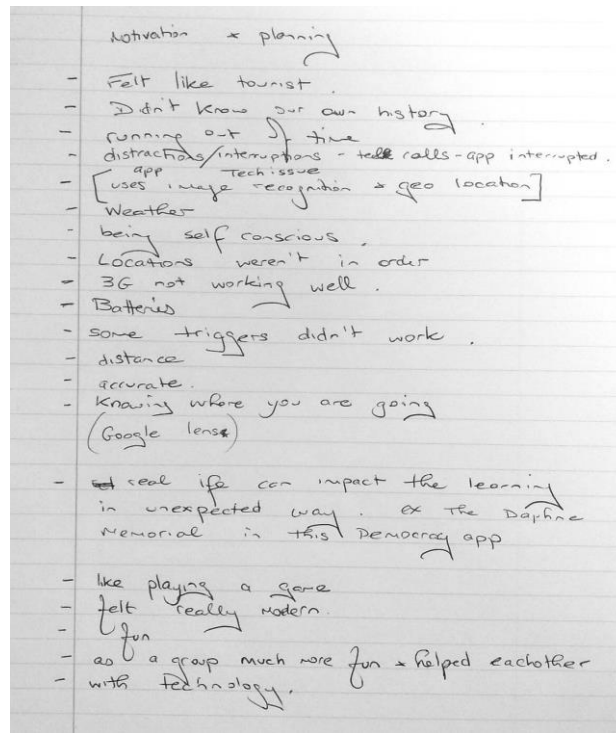 Motivation & planning
- Felt like tourist.
- Didn't know our own history.
- running out of time
- distractions/interruptions - calls - app interrupted.
app Tech issue
- [uses image recognition & geo location]
- Weather
- being self conscious.
- Locations weren't in order
- 3G not working well.
- Batteries
- some triggers didn't work.
- distance
- accurate.
- Knowing where you are going
(Google lens)
- real ife can impact the learning
in unexpected way. ex The Daphne
Memorial in this Democracy app
- like playing a game
- felt really modern.
- fun
- as a group much more fun & helped eachother
- with technology.